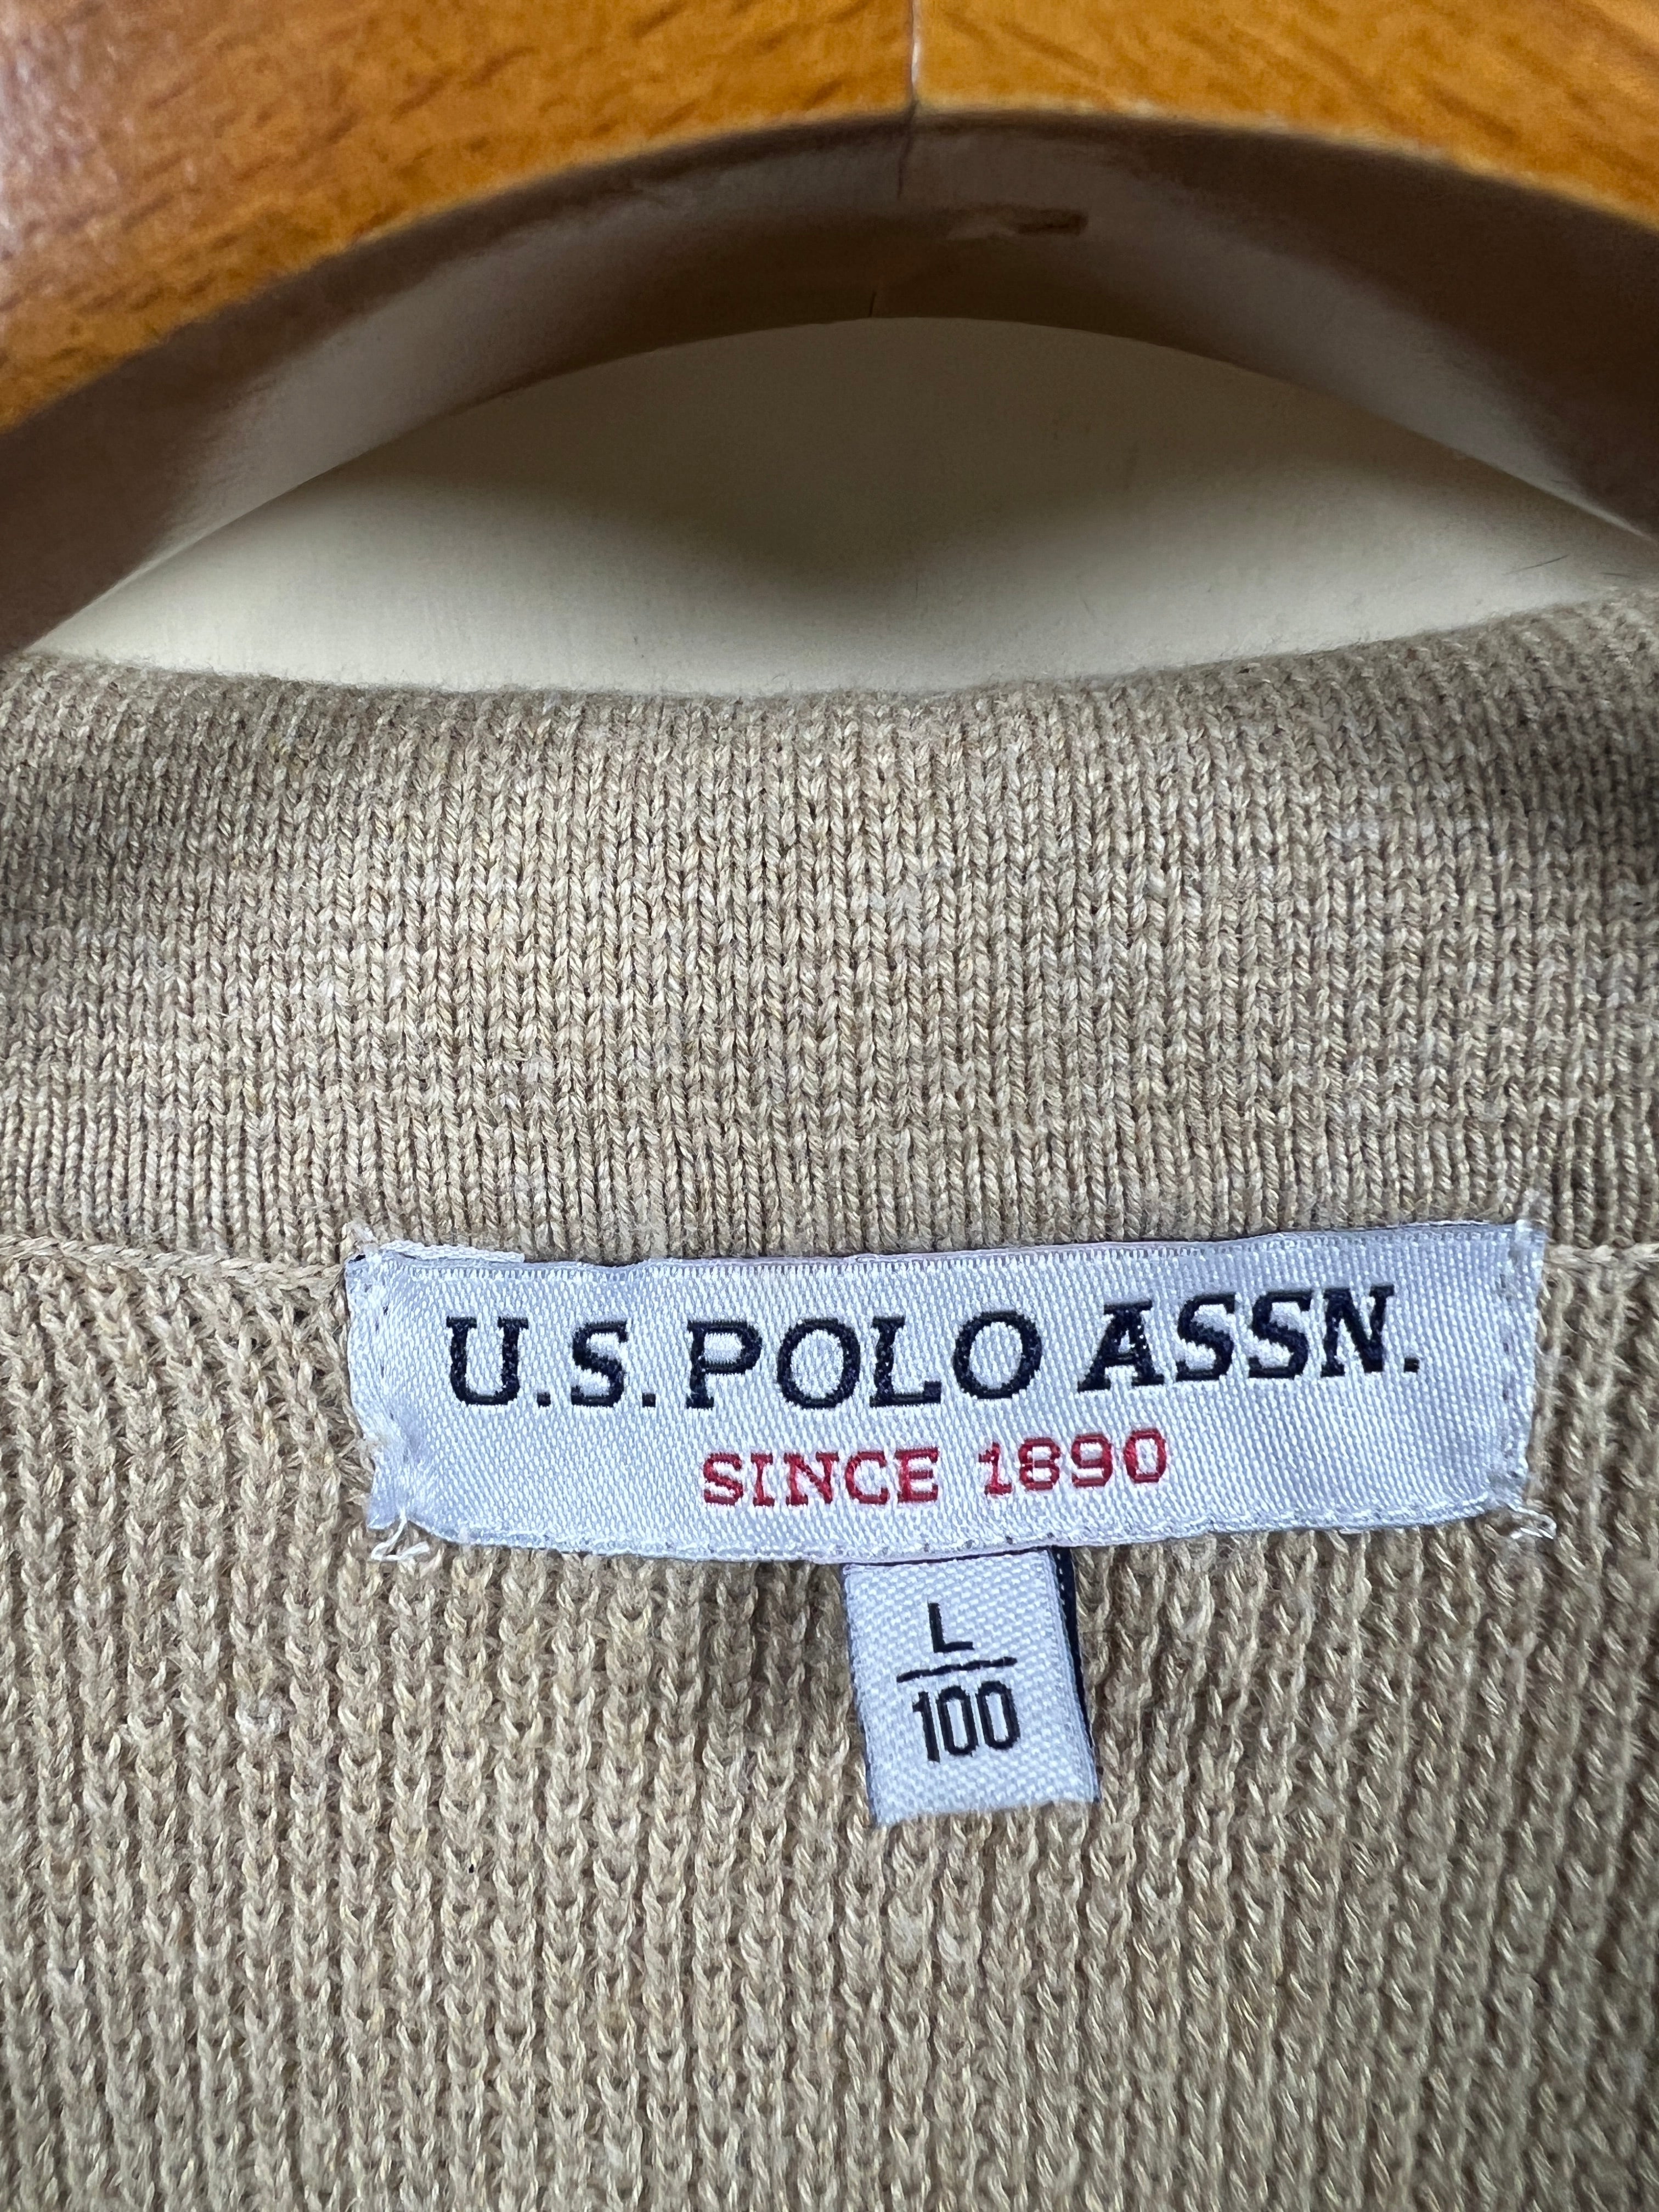 U.S. POLO ASSN.
SINCE 1890
L
100